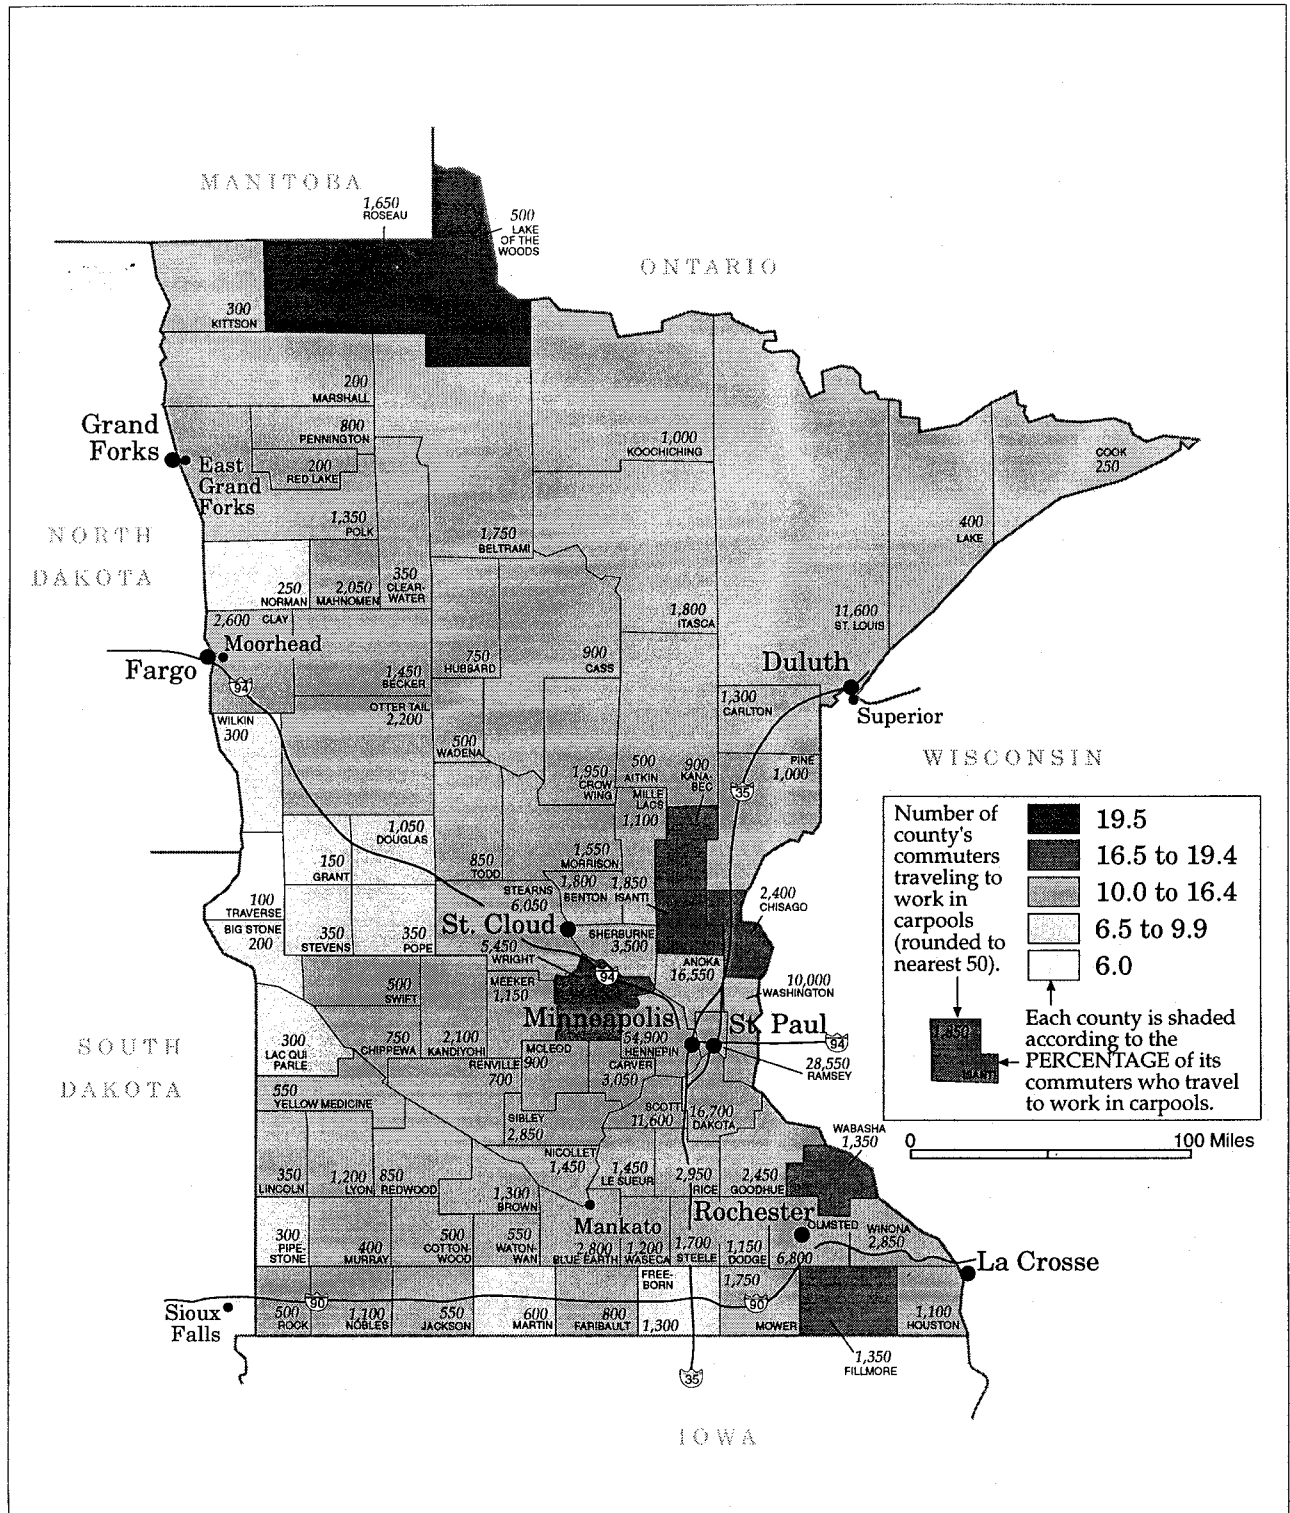 MANITOBA
1,650
ROSEAU
500
LAKE
OF THE
WOODS
ONTARIO
300
KITTSON
200
MARSHALL
Grand
Forks
800
PENNINGTON
1,000
KOOCHICHING
COOK
250
East
Grand
Forks
200
RED LAKE
NORTH
DAKOTA
1,350
POLK
1,750
BELTRAMI
400
LAKE
250
NORMAN
2,050
MAHNOMEN
350
CLEAR-
WATER
2,600 CLAY
1,800
ITASCA
11,600
ST. LOUIS
Moorhead
Fargo
94
1,450
BECKER
750
HUBBARD
900
CASS
Duluth
OTTER TAIL
2,200
1,300
CARLTON
Superior
WILKIN
300
500
WADENA
WISCONSIN
1,950
CROW
WING
500
AITKIN
900
KANA-
BEC
PINE
1,000
35
MILLE
LACS
1,100
1,050
DOUGLAS
150
GRANT
850
TODD
1,550
MORRISON
100
TRAVERSE
BIG STONE
200
350
STEVENS
350
POPE
STEARNS
6,050
1,800
BENTON
1,850
ISANTI
2,400
CHISAGO
St. Cloud
SHERBURNE
3,500
5,450
WRIGHT
94
ANOKA
16,550
10,000
WASHINGTON
500
SWIFT
MEEKER
1,150
Minneapolis
St. Paul
94
SOUTH
DAKOTA
300
LAC QUI
PARLE
750
CHIPPEWA
2,100
KANDIYOHI
RENVILLE
700
MCLEOD
900
54,900
HENNEPIN
CARVER
3,050
28,550
RAMSEY
550
YELLOW MEDICINE
SIBLEY
2,850
SCOTT
11,600
16,700
DAKOTA
WABASHA
1,350
350
LINCOLN
1,200
LYON
850
REDWOOD
NICOLLET
1,450
1,450
LE SUEUR
2,950
RICE
2,450
GOODHUE
1,300
BROWN
Mankato
Rochester
OLMSTED
6,800
WINONA
2,850
300
PIPE-
STONE
400
MURRAY
500
COTTON-
WOOD
550
WATON-
WAN
2,800
BLUE EARTH
1,200
WASECA
1,700
STEELE
1,150
DODGE
La Crosse
Sioux
Falls
90
500
ROCK
1,100
NOBLES
550
JACKSON
600
MARTIN
800
FARIBAULT
FREE-
BORN
1,300
1,750
90
MOWER
1,100
HOUSTON
1,350
FILLMORE
35
IOWA
Number of
county's
commuters
traveling to
work in
carpools
(rounded to
nearest 50).
19.5
16.5 to 19.4
10.0 to 16.4
6.5 to 9.9
6.0
1,850
ISANTI
Each county is shaded
according to the
PERCENTAGE of its
commuters who travel
to work in carpools.
0 100 Miles